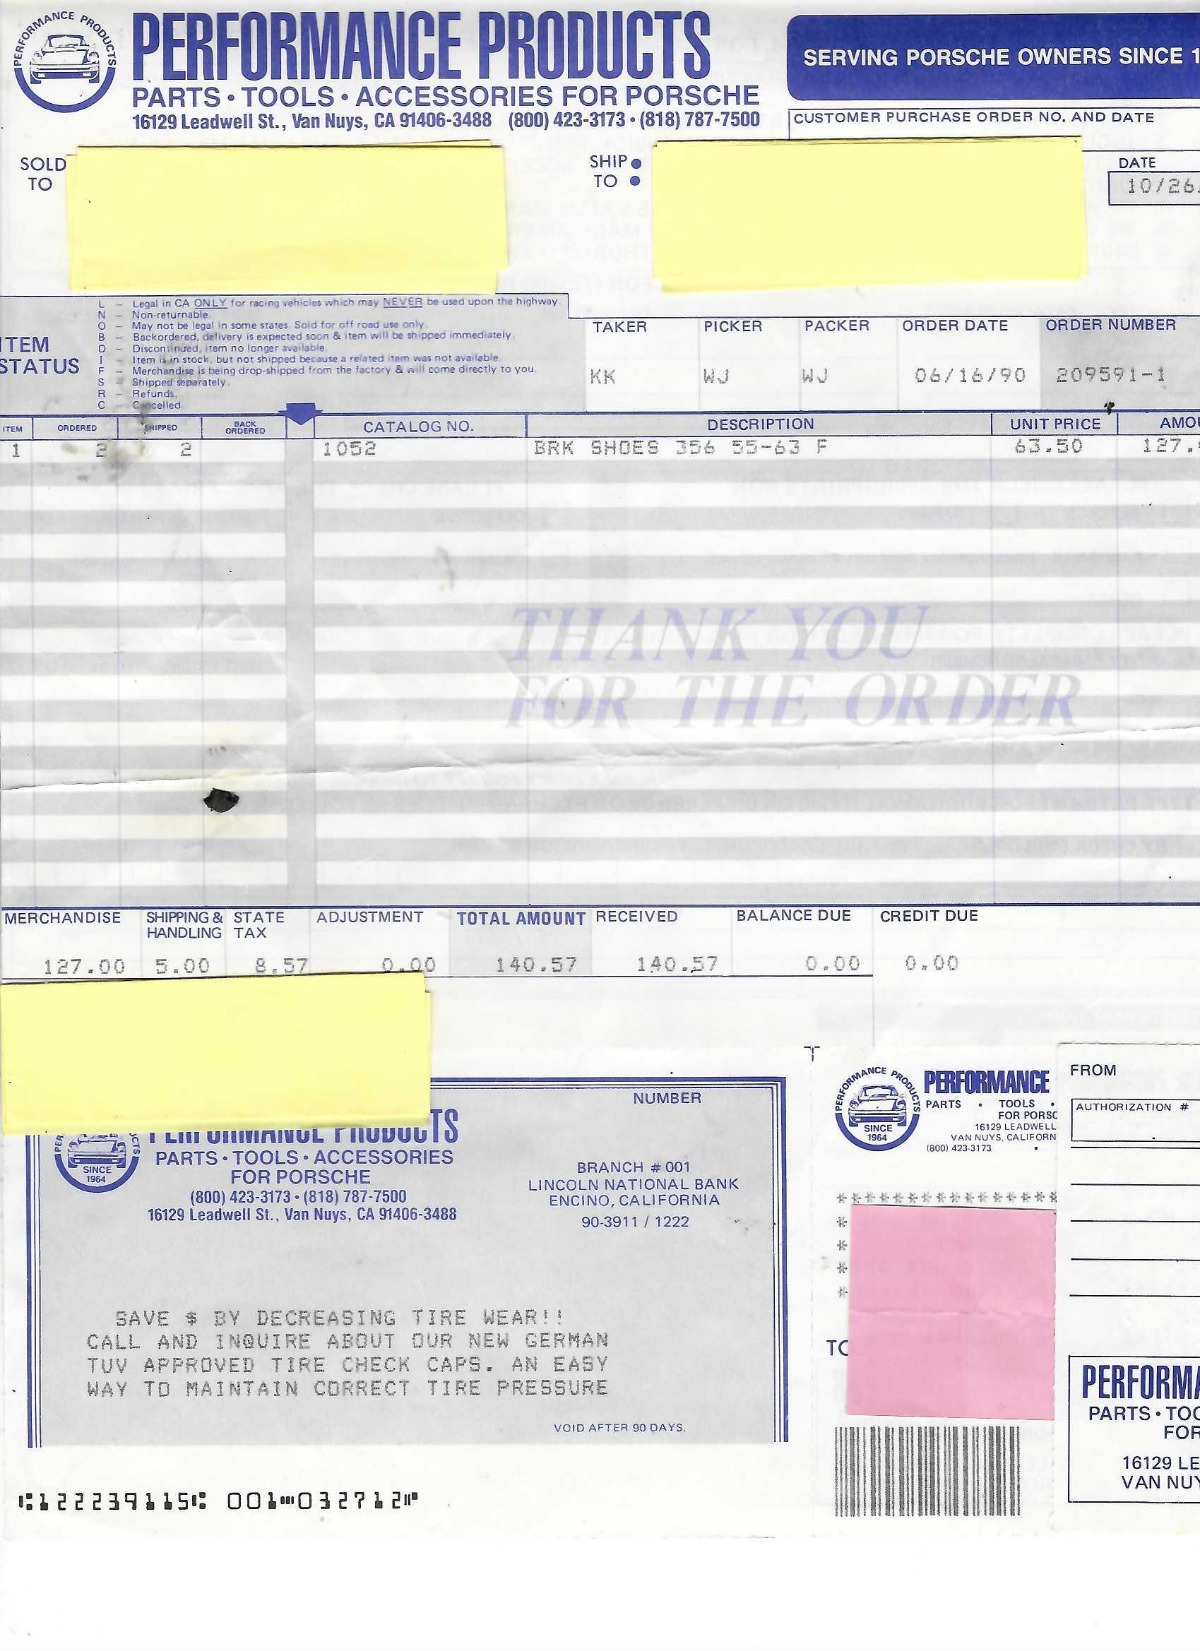 PERFORMANCE PRODUCTS
PERFORMANCE PRODUCTS
PARTS · TOOLS · ACCESSORIES FOR PORSCHE
16129 Leadwell St., Van Nuys, CA 91406-3488 (800) 423-3173 · (818) 787-7500
SERVING PORSCHE OWNERS SINCE 1
CUSTOMER PURCHASE ORDER NO. AND DATE
SOLD TO
SHIP TO
DATE
10/26
ITEM STATUS
L – Legal in CA ONLY for racing vehicles which may NEVER be used upon the highway.
N – Non-returnable.
O – May not be legal in some states. Sold for off road use only.
B – Backordered, delivery is expected soon & item will be shipped immediately.
D – Discontinued, item no longer available.
I – Item is in stock, but not shipped because a related item was not available.
F – Merchandise is being drop-shipped from the factory & will come directly to you.
S – Shipped separately.
R – Refunds.
C – Cancelled.
TAKER PICKER PACKER ORDER DATE ORDER NUMBER
KK WJ WJ 06/16/90 209591-1
ITEM ORDERED SHIPPED BACK ORDERED CATALOG NO. DESCRIPTION UNIT PRICE AMOU
1 2 2 1052 BRK SHOES 356 55-63 F 63.50 127.
THANK YOU
FOR THE ORDER
MERCHANDISE SHIPPING & HANDLING STATE TAX ADJUSTMENT TOTAL AMOUNT RECEIVED BALANCE DUE CREDIT DUE
127.00 5.00 8.57 0.00 140.57 140.57 0.00 0.00
NUMBER
PERFORMANCE PRODUCTS
SINCE 1964
PARTS · TOOLS · ACCESSORIES
FOR PORSCHE
(800) 423-3173 · (818) 787-7500
16129 Leadwell St., Van Nuys, CA 91406-3488
BRANCH # 001
LINCOLN NATIONAL BANK
ENCINO, CALIFORNIA
90-3911 / 1222
SAVE $ BY DECREASING TIRE WEAR!!
CALL AND INQUIRE ABOUT OUR NEW GERMAN
TUV APPROVED TIRE CHECK CAPS. AN EASY
WAY TO MAINTAIN CORRECT TIRE PRESSURE
VOID AFTER 90 DAYS.
⑆122239115⑆ 001⑉032712⑈
PERFORMANCE PRODUCTS
SINCE 1964
PERFORMANCE
PARTS · TOOLS ·
FOR PORSC
16129 LEADWELL
VAN NUYS, CALIFORN
(800) 423-3173 ·
****************
*
*
*
*
TO
FROM
AUTHORIZATION #
PERFORMA
PARTS · TOO
FOR
16129 LE
VAN NUY